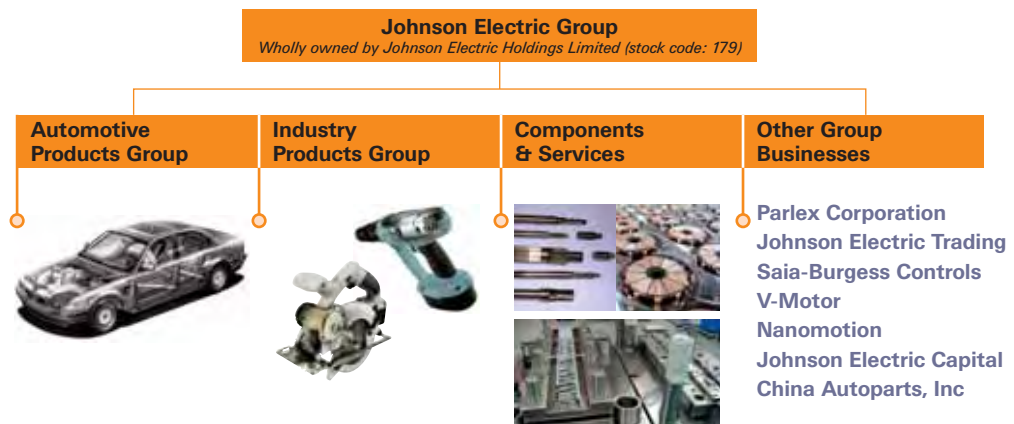 Johnson Electric Group
Wholly owned by Johnson Electric Holdings Limited (stock code: 179)
Automotive
Products Group
Industry
Products Group
Components
& Services
Other Group
Businesses
Parlex Corporation
Johnson Electric Trading
Saia-Burgess Controls
V-Motor
Nanomotion
Johnson Electric Capital
China Autoparts, Inc